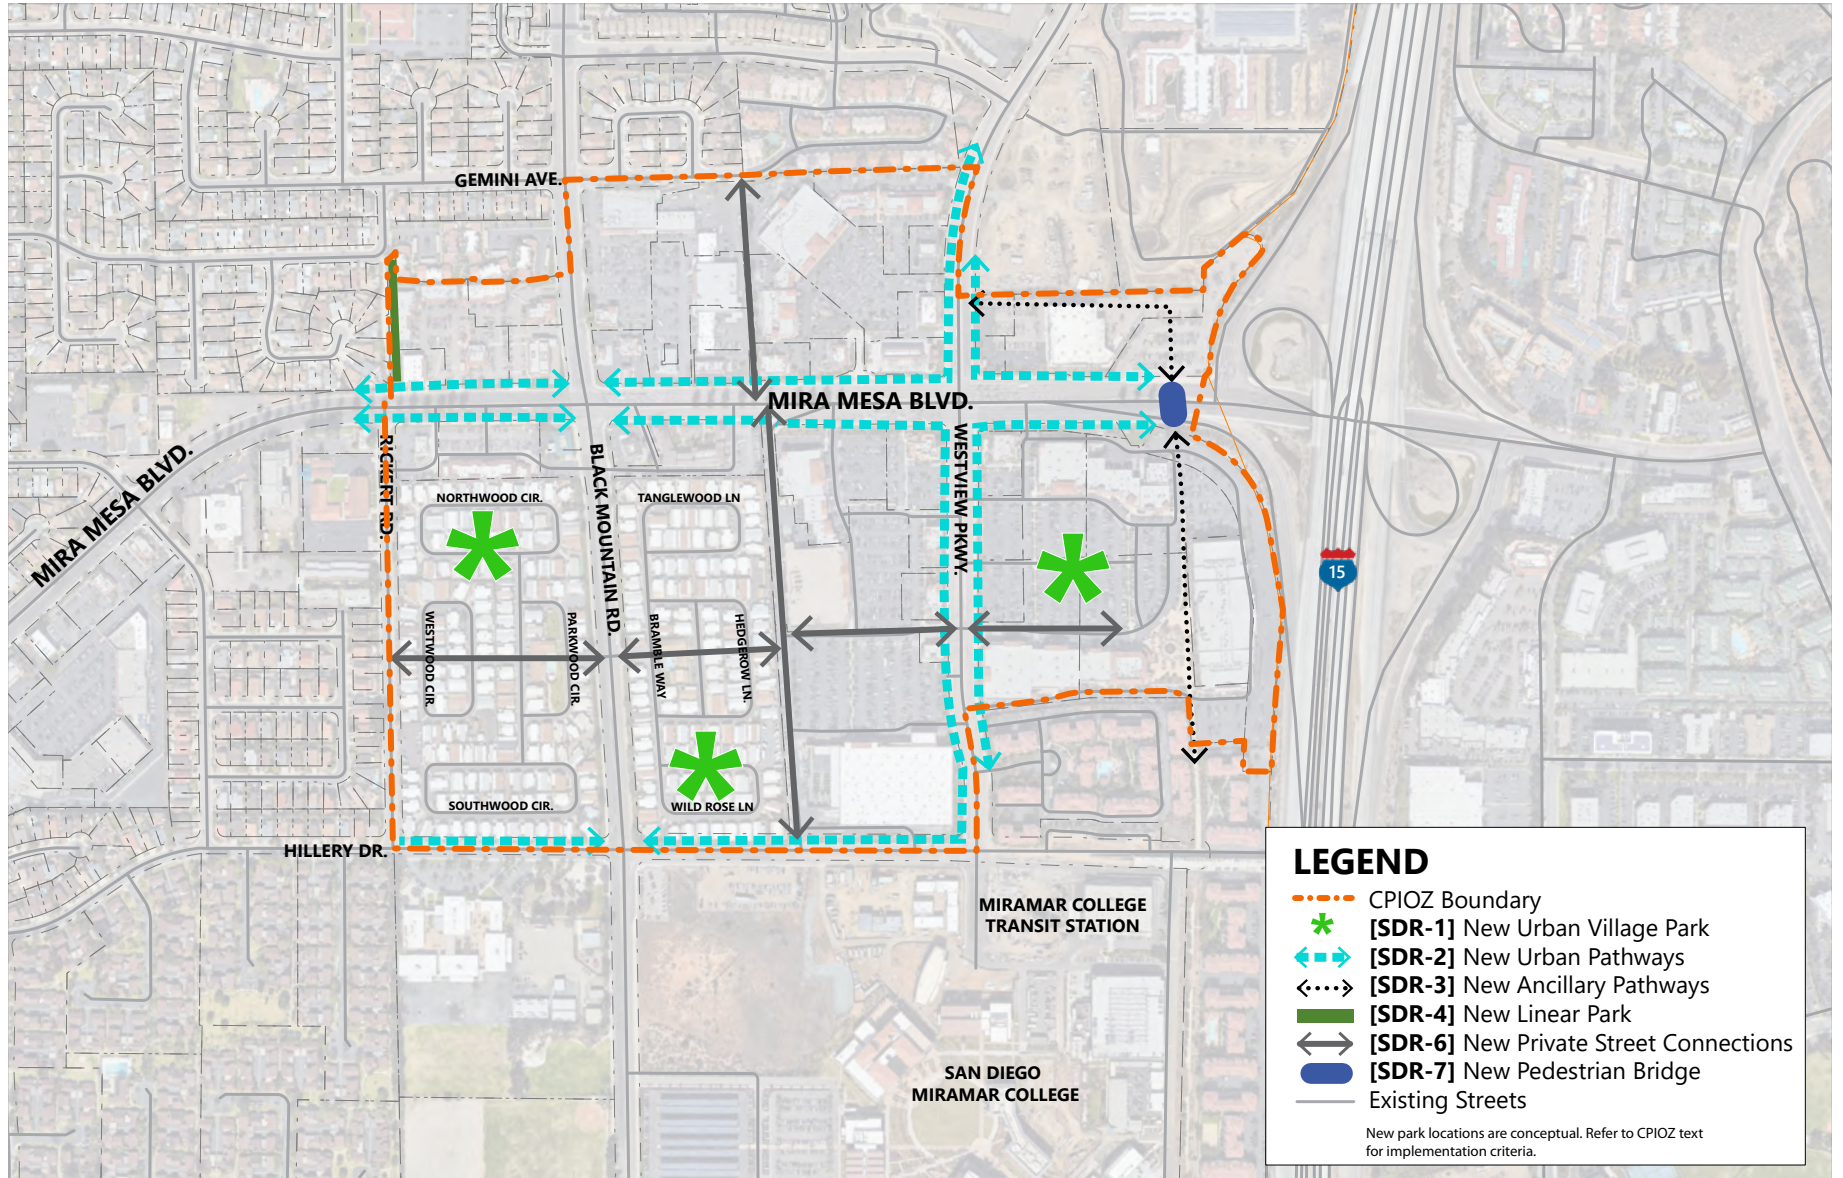 GEMINI AVE.
MIRA MESA BLVD.
MIRA MESA BLVD.
RICKERT RD.
BLACK MOUNTAIN RD.
WESTVIEW PKWY.
NORTHWOOD CIR.
TANGLEWOOD LN
WESTWOOD CIR.
PARKWOOD CIR.
BRAMBLE WAY
HEDGEROW LN.
15
SOUTHWOOD CIR.
WILD ROSE LN
HILLERY DR.
MIRAMAR COLLEGE
TRANSIT STATION
SAN DIEGO
MIRAMAR COLLEGE
LEGEND
CPIOZ Boundary
[SDR-1] New Urban Village Park
[SDR-2] New Urban Pathways
[SDR-3] New Ancillary Pathways
[SDR-4] New Linear Park
[SDR-6] New Private Street Connections
[SDR-7] New Pedestrian Bridge
Existing Streets
New park locations are conceptual. Refer to CPIOZ text
for implementation criteria.